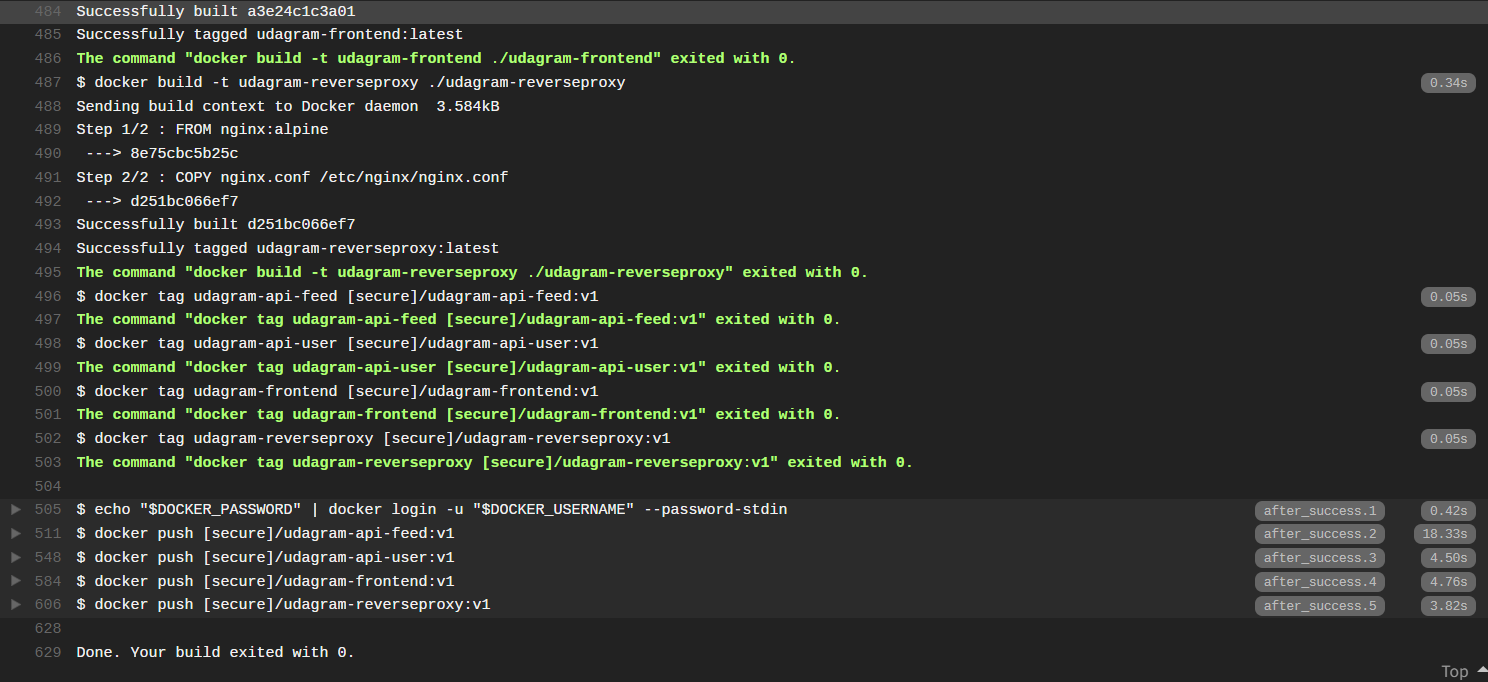 484 Successfully built a3e24c1c3a01
485 Successfully tagged udagram-frontend:latest
486 The command "docker build -t udagram-frontend ./udagram-frontend" exited with 0.
487 $ docker build -t udagram-reverseproxy ./udagram-reverseproxy 0.34s
488 Sending build context to Docker daemon  3.584kB
489 Step 1/2 : FROM nginx:alpine
490  ---> 8e75cbc5b25c
491 Step 2/2 : COPY nginx.conf /etc/nginx/nginx.conf
492  ---> d251bc066ef7
493 Successfully built d251bc066ef7
494 Successfully tagged udagram-reverseproxy:latest
495 The command "docker build -t udagram-reverseproxy ./udagram-reverseproxy" exited with 0.
496 $ docker tag udagram-api-feed [secure]/udagram-api-feed:v1 0.05s
497 The command "docker tag udagram-api-feed [secure]/udagram-api-feed:v1" exited with 0.
498 $ docker tag udagram-api-user [secure]/udagram-api-user:v1 0.05s
499 The command "docker tag udagram-api-user [secure]/udagram-api-user:v1" exited with 0.
500 $ docker tag udagram-frontend [secure]/udagram-frontend:v1 0.05s
501 The command "docker tag udagram-frontend [secure]/udagram-frontend:v1" exited with 0.
502 $ docker tag udagram-reverseproxy [secure]/udagram-reverseproxy:v1 0.05s
503 The command "docker tag udagram-reverseproxy [secure]/udagram-reverseproxy:v1" exited with 0.
504
505 $ echo "$DOCKER_PASSWORD" | docker login -u "$DOCKER_USERNAME" --password-stdin after_success.1 0.42s
511 $ docker push [secure]/udagram-api-feed:v1 after_success.2 18.33s
548 $ docker push [secure]/udagram-api-user:v1 after_success.3 4.50s
584 $ docker push [secure]/udagram-frontend:v1 after_success.4 4.76s
606 $ docker push [secure]/udagram-reverseproxy:v1 after_success.5 3.82s
628
629 Done. Your build exited with 0.
Top